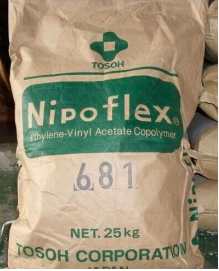 TOSOH
Nipoflex®
Ethylene-Vinyl Acetate Copolymer
681
NET. 25kg
TOSOH CORPORATION
JAPAN